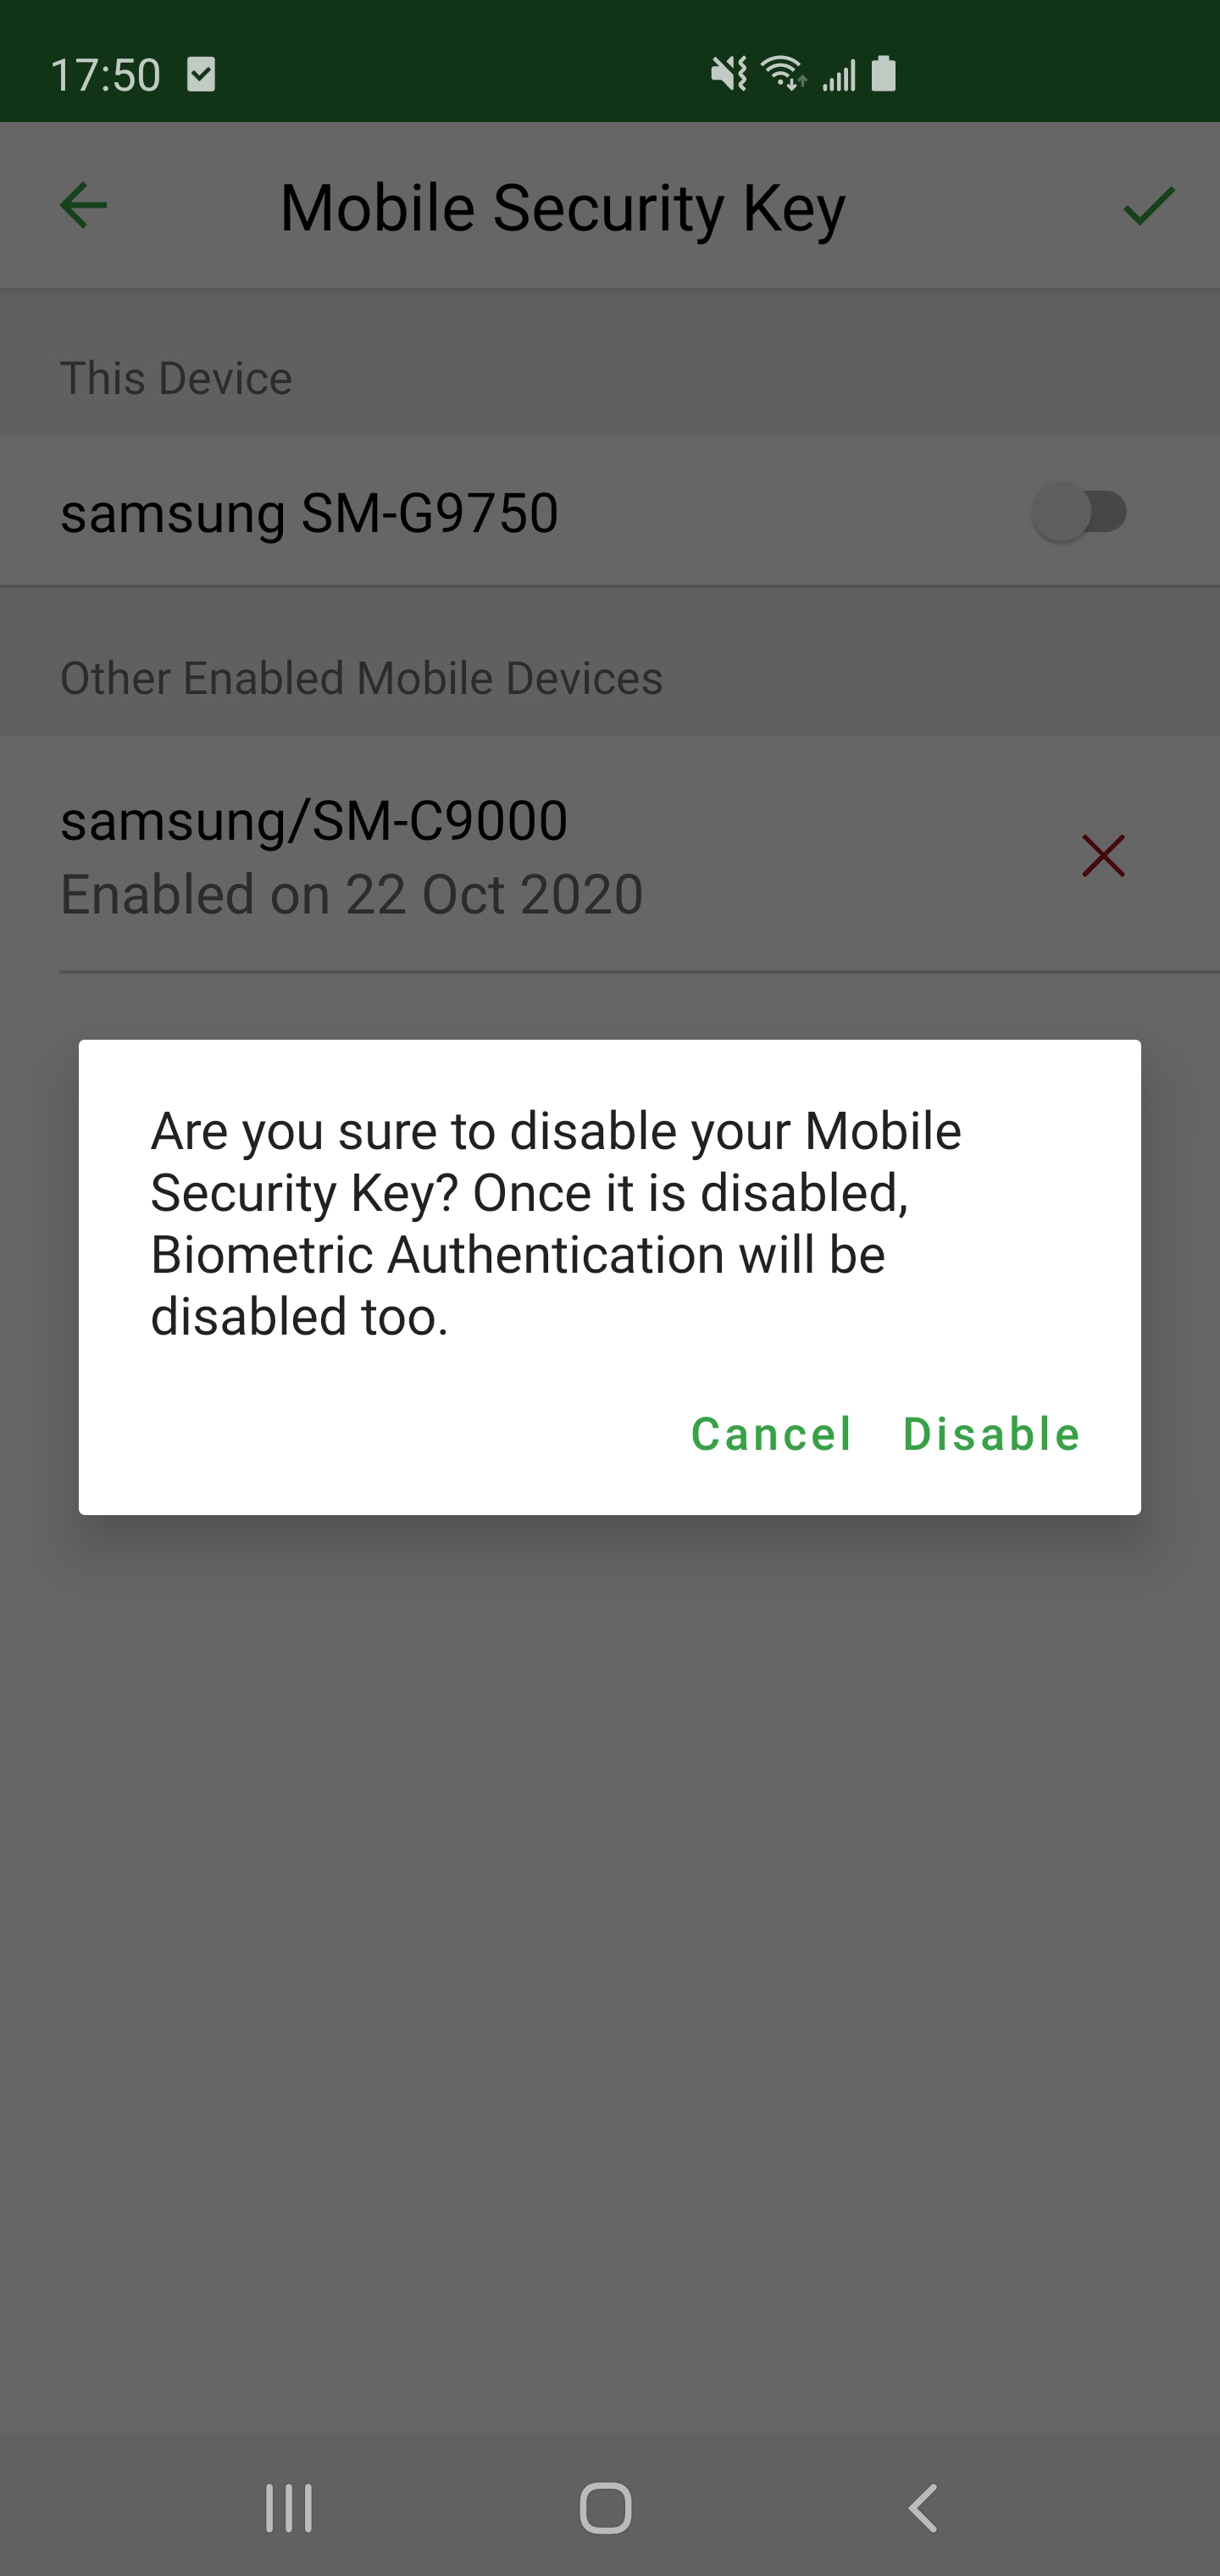 17:50
Mobile Security Key
This Device
samsung SM-G9750
Other Enabled Mobile Devices
samsung/SM-C9000
Enabled on 22 Oct 2020
Are you sure to disable your Mobile
Security Key? Once it is disabled,
Biometric Authentication will be
disabled too.
Cancel Disable